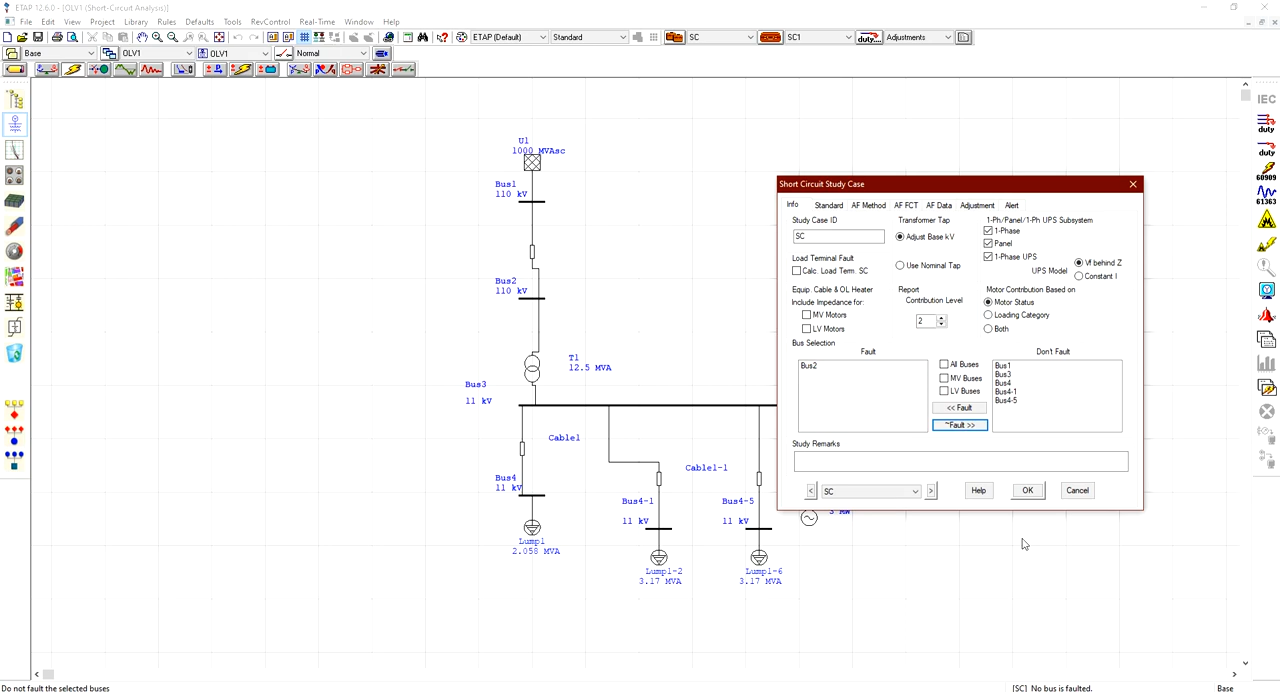 ETAP 12.6.0 - [OLV1 (Short-Circuit Analysis)]
File Edit View Project Library Rules Defaults Tools RevControl Real-Time Window Help
ETAP (Default) Standard SC SC1 duty... Adjustments
Base OLV1 OLV1 Normal
U1
1000 MVAsc
Bus1
110 kV
Bus2
110 kV
T1
12.5 MVA
Bus3
11 kV
Cable1
Cable1-1
Bus4
11 kV
Bus4-1
11 kV
Bus4-5
11 kV
3 MW
Lump1
2.058 MVA
Lump1-2
3.17 MVA
Lump1-6
3.17 MVA
Short Circuit Study Case
Info Standard AF Method AF FCT AF Data Adjustment Alert
Study Case ID
SC
Transformer Tap
Adjust Base kV
Use Nominal Tap
1-Ph/Panel/1-Ph UPS Subsystem
1-Phase
Panel
1-Phase UPS
UPS Model
Vf behind Z
Constant I
Load Terminal Fault
Calc. Load Term. SC
Equip. Cable & OL Heater
Include Impedance for:
MV Motors
LV Motors
Report
Contribution Level
2
Motor Contribution Based on
Motor Status
Loading Category
Both
Bus Selection
Fault
Bus2
All Buses
MV Buses
LV Buses
<< Fault
~Fault >>
Don't Fault
Bus1
Bus3
Bus4
Bus4-1
Bus4-5
Study Remarks
< SC > Help OK Cancel
IEC
duty
duty
60909
61363
Do not fault the selected buses
[SC] No bus is faulted.
Base